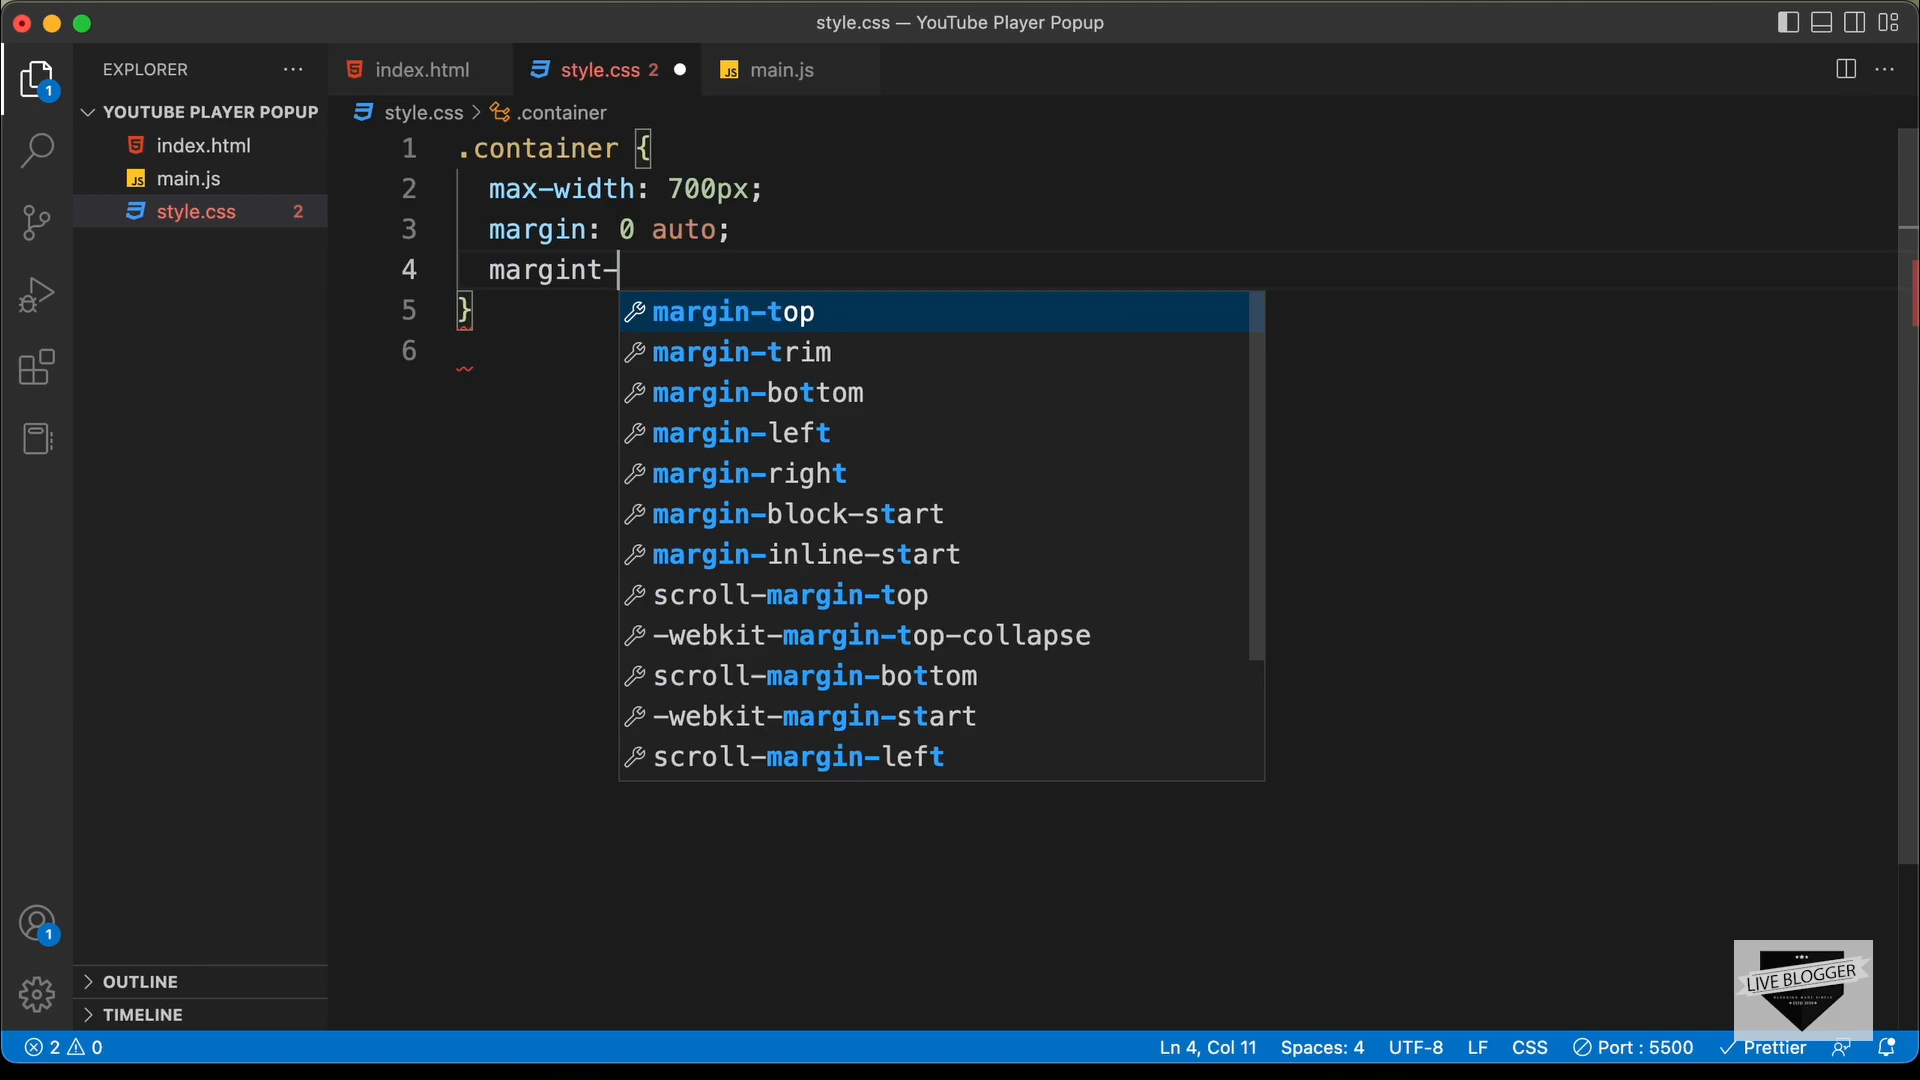 style.css — YouTube Player Popup
EXPLORER
index.html
style.css 2
main.js
1
YOUTUBE PLAYER POPUP
style.css > .container
index.html
main.js
style.css 2
1 .container {
2 max-width: 700px;
3 margin: 0 auto;
4 margint-
5 }
6
margin-top
margin-trim
margin-bottom
margin-left
margin-right
margin-block-start
margin-inline-start
scroll-margin-top
-webkit-margin-top-collapse
scroll-margin-bottom
-webkit-margin-start
scroll-margin-left
1
OUTLINE
TIMELINE
LIVE BLOGGER
2 0
Ln 4, Col 11 Spaces: 4 UTF-8 LF CSS Port : 5500 Prettier